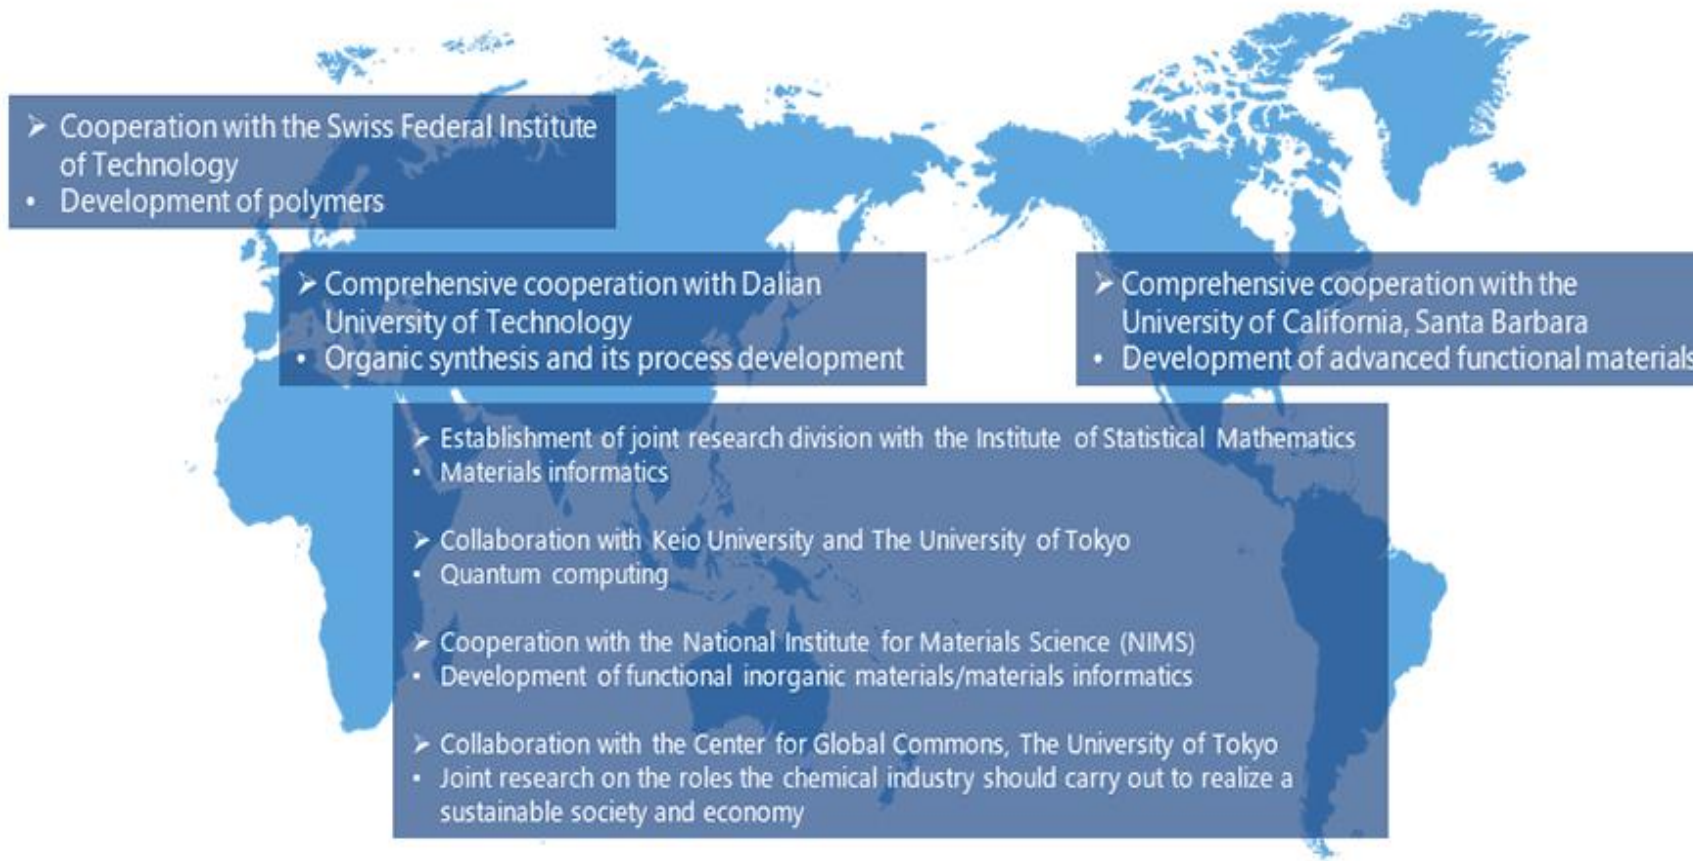 ➢ Cooperation with the Swiss Federal Institute
of Technology
• Development of polymers
➢ Comprehensive cooperation with Dalian
University of Technology
• Organic synthesis and its process development
➢ Comprehensive cooperation with the
University of California, Santa Barbara
• Development of advanced functional materials
➢ Establishment of joint research division with the Institute of Statistical Mathematics
• Materials informatics
➢ Collaboration with Keio University and The University of Tokyo
• Quantum computing
➢ Cooperation with the National Institute for Materials Science (NIMS)
• Development of functional inorganic materials/materials informatics
➢ Collaboration with the Center for Global Commons, The University of Tokyo
• Joint research on the roles the chemical industry should carry out to realize a
sustainable society and economy